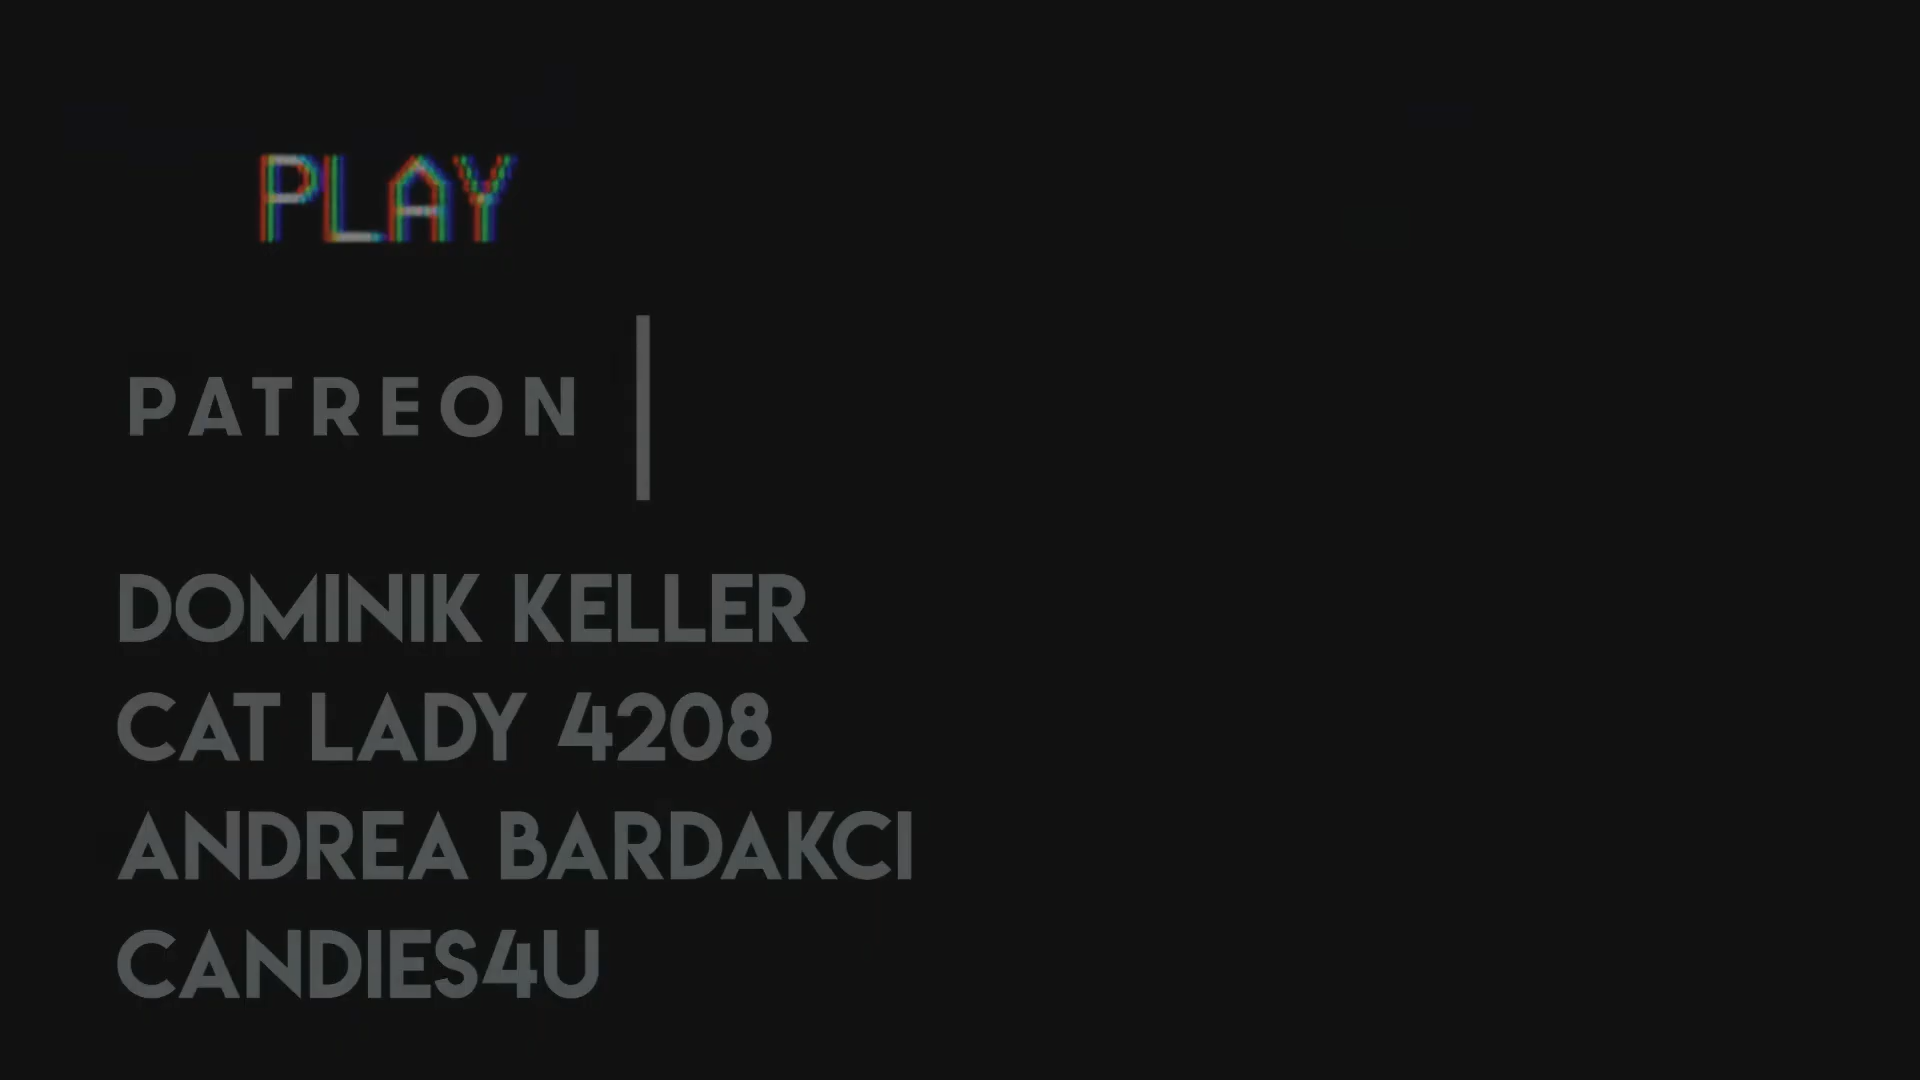 PLAY
PATREON
DOMINIK KELLER
CAT LADY 4208
ANDREA BARDAKCI
CANDIES4U